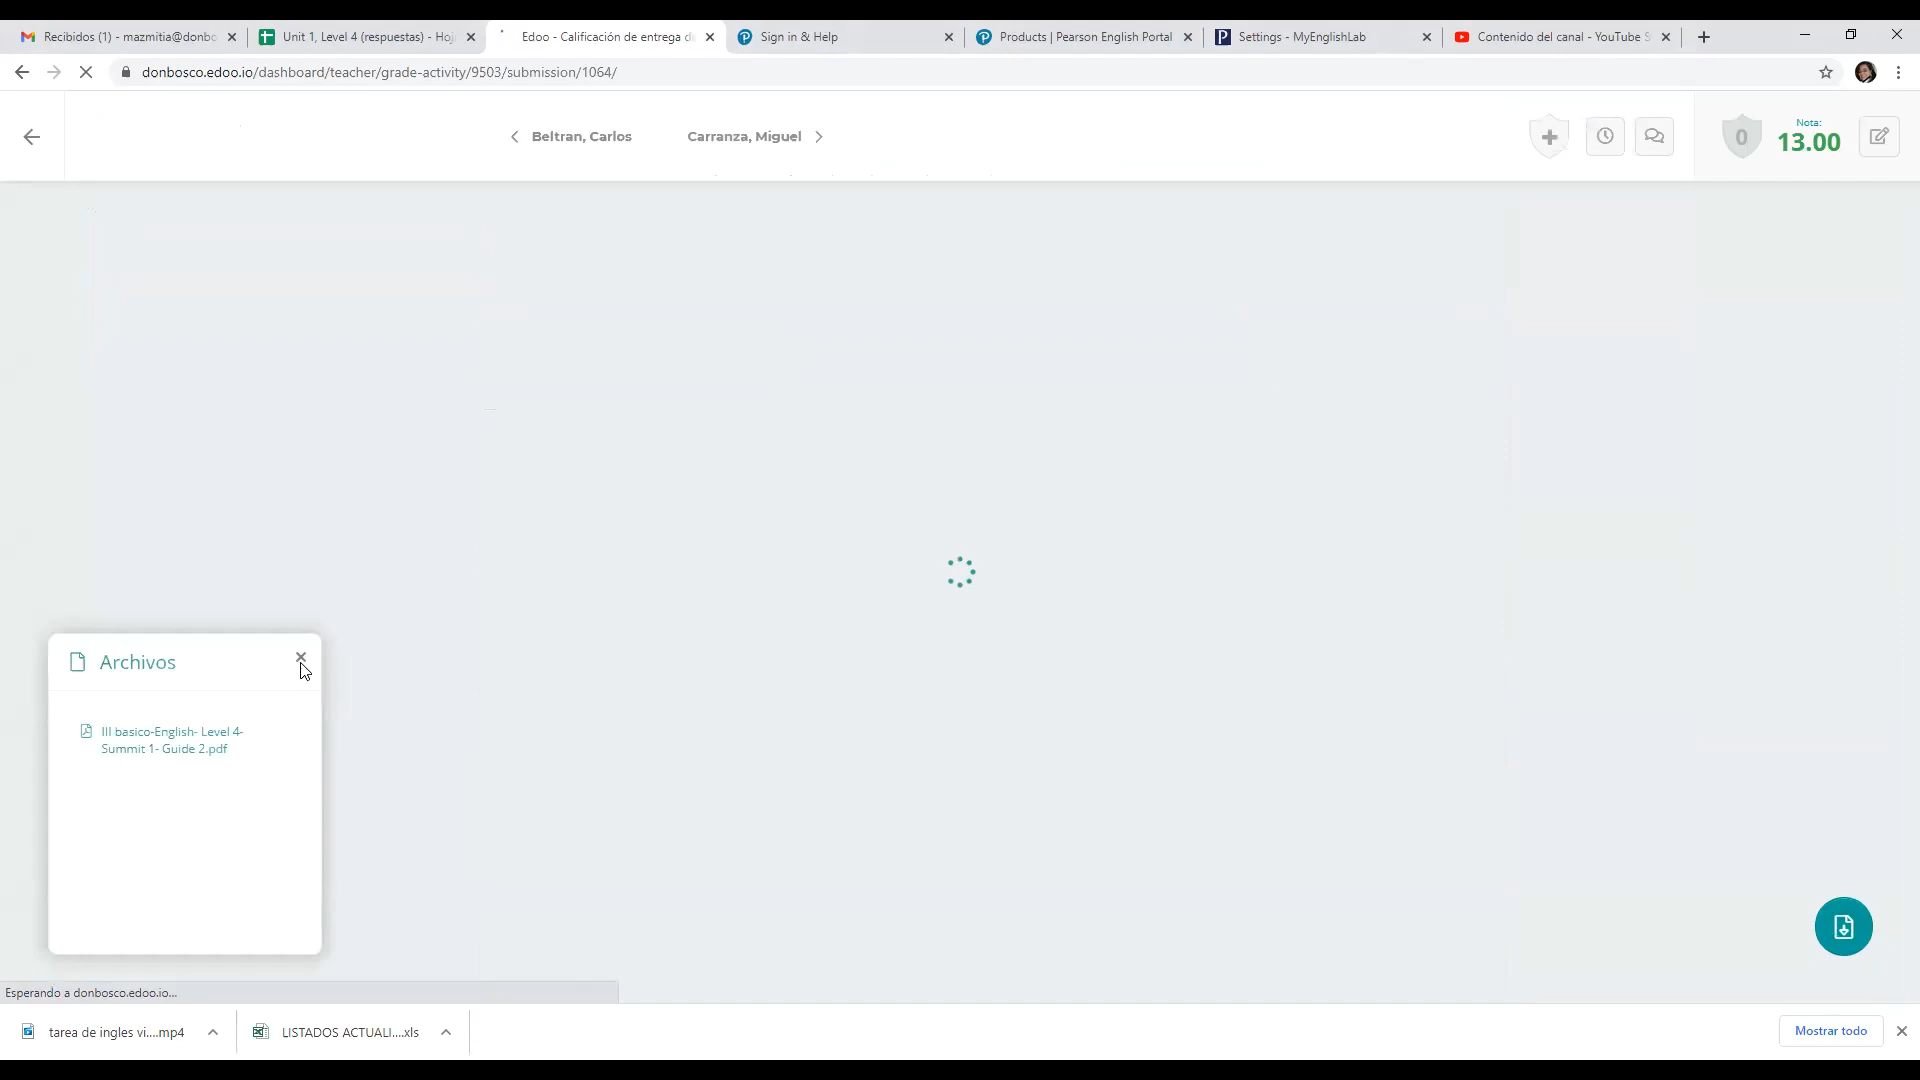 Recibidos (1) - mazmitia@donbo
Unit 1, Level 4 (respuestas) - Hoj
Edoo - Calificación de entrega d
Sign in & Help
Products | Pearson English Portal
Settings - MyEnglishLab
Contenido del canal - YouTube S
donbosco.edoo.io/dashboard/teacher/grade-activity/9503/submission/1064/
Beltran, Carlos
Carranza, Miguel
0
Nota:
13.00
Archivos
III basico-English- Level 4-
Summit 1- Guide 2.pdf
Esperando a donbosco.edoo.io...
tarea de ingles vi....mp4
LISTADOS ACTUALI....xls
Mostrar todo